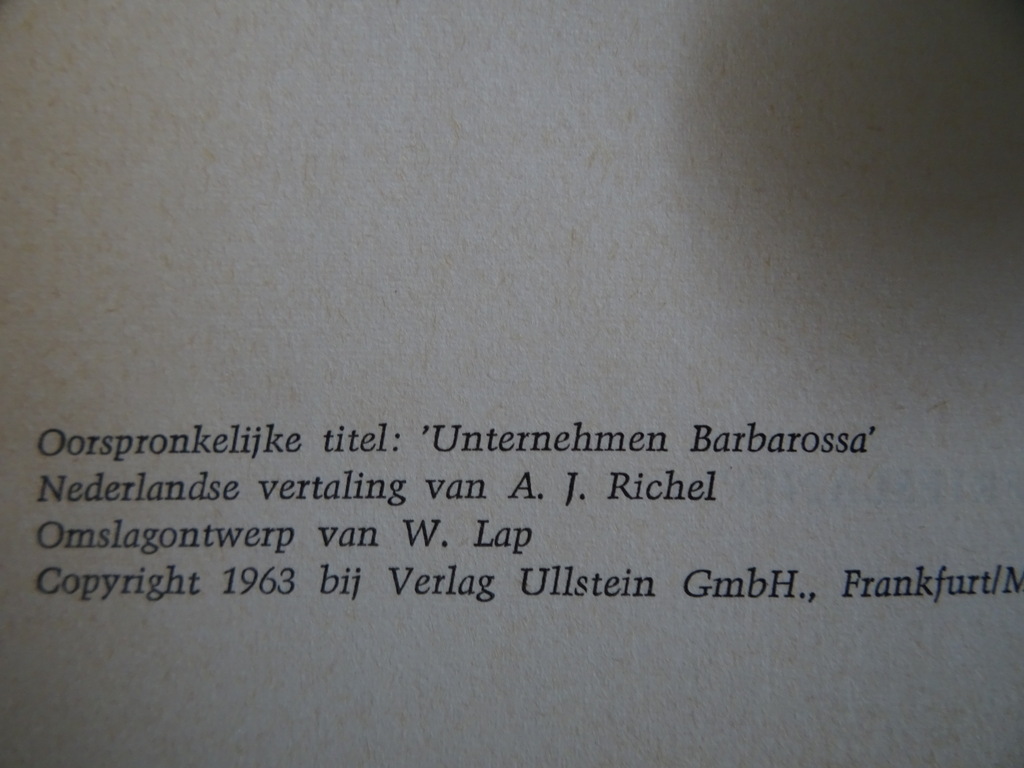 Oorspronkelijke titel: 'Unternehmen Barbarossa'
Nederlandse vertaling van A. J. Richel
Omslagontwerp van W. Lap
Copyright 1963 bij Verlag Ullstein GmbH., Frankfurt/M